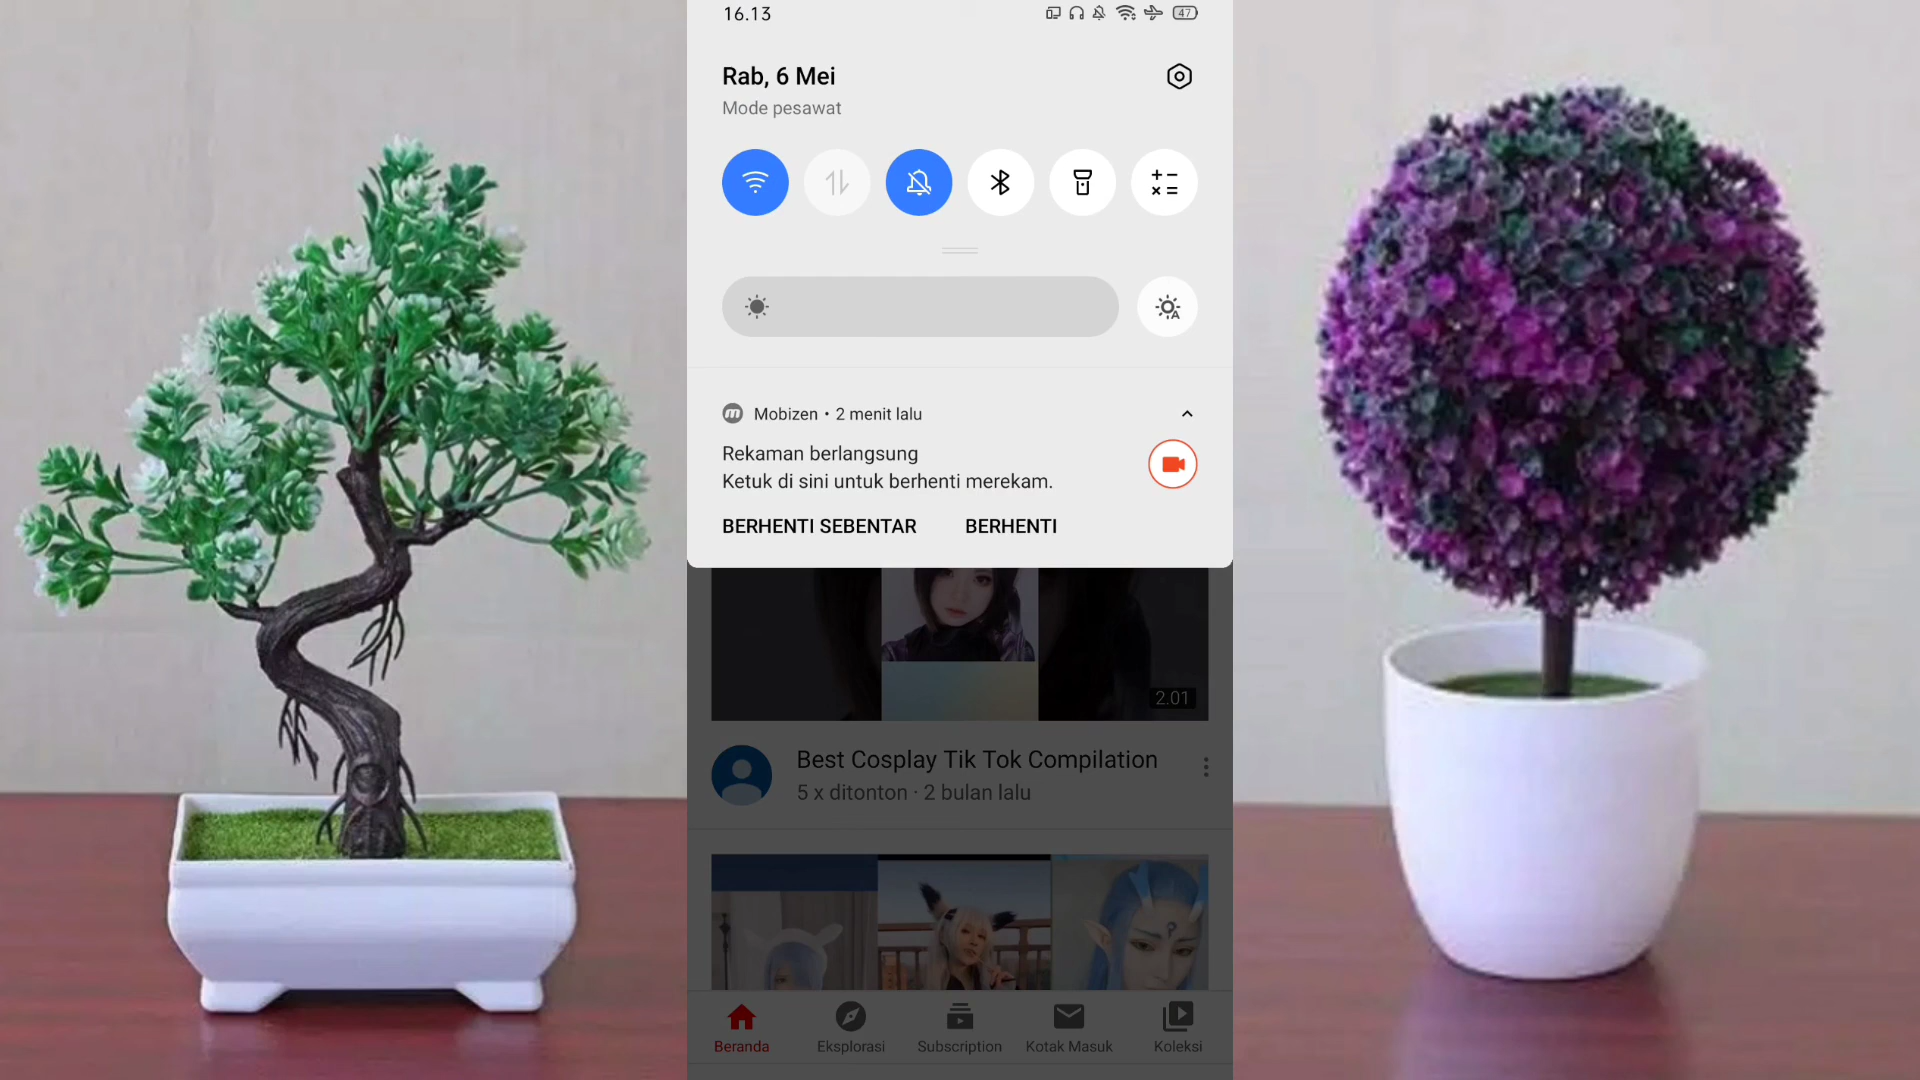 16.13
47
Rab, 6 Mei
Mode pesawat
Mobizen • 2 menit lalu
Rekaman berlangsung
Ketuk di sini untuk berhenti merekam.
BERHENTI SEBENTAR BERHENTI
2.01
Best Cosplay Tik Tok Compilation
5 x ditonton · 2 bulan lalu
Beranda Eksplorasi Subscription Kotak Masuk Koleksi